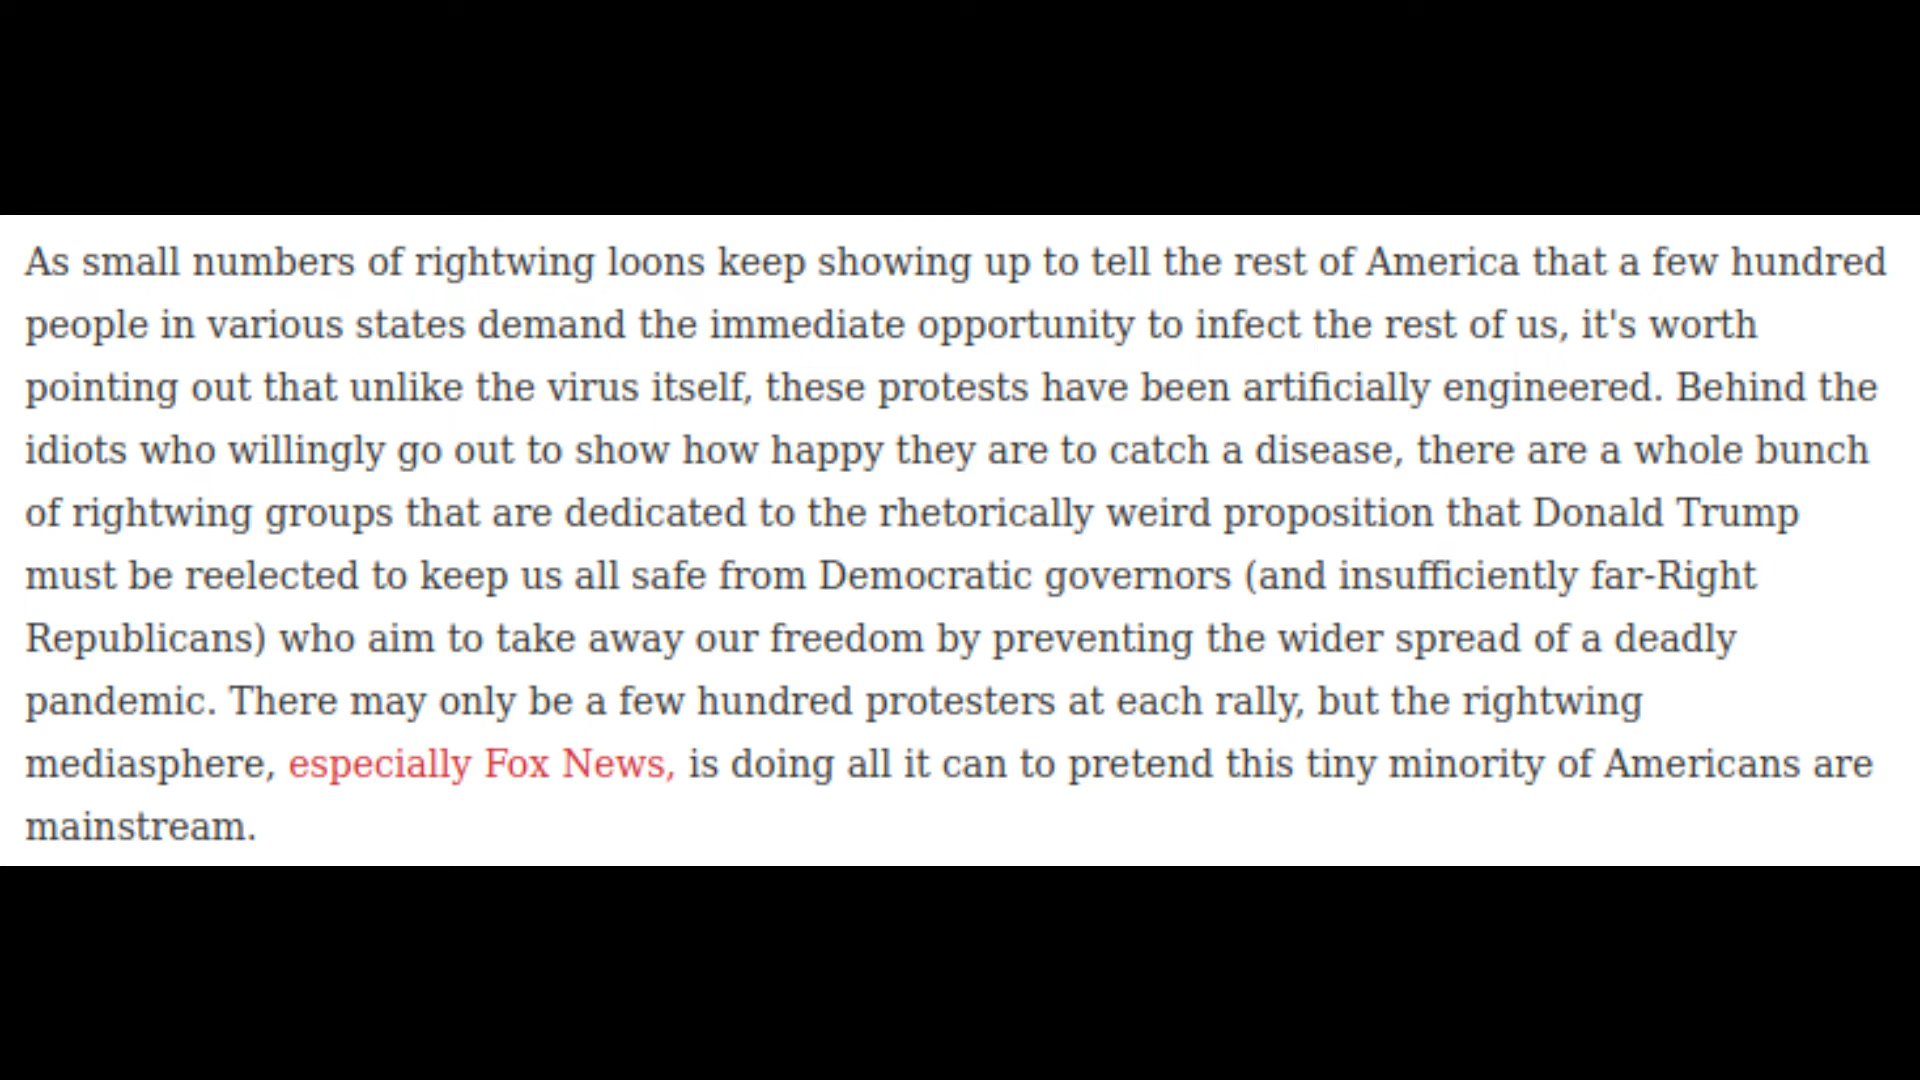 As small numbers of rightwing loons keep showing up to tell the rest of America that a few hundred
people in various states demand the immediate opportunity to infect the rest of us, it's worth
pointing out that unlike the virus itself, these protests have been artificially engineered. Behind the
idiots who willingly go out to show how happy they are to catch a disease, there are a whole bunch
of rightwing groups that are dedicated to the rhetorically weird proposition that Donald Trump
must be reelected to keep us all safe from Democratic governors (and insufficiently far-Right
Republicans) who aim to take away our freedom by preventing the wider spread of a deadly
pandemic. There may only be a few hundred protesters at each rally, but the rightwing
mediasphere, especially Fox News, is doing all it can to pretend this tiny minority of Americans are
mainstream.